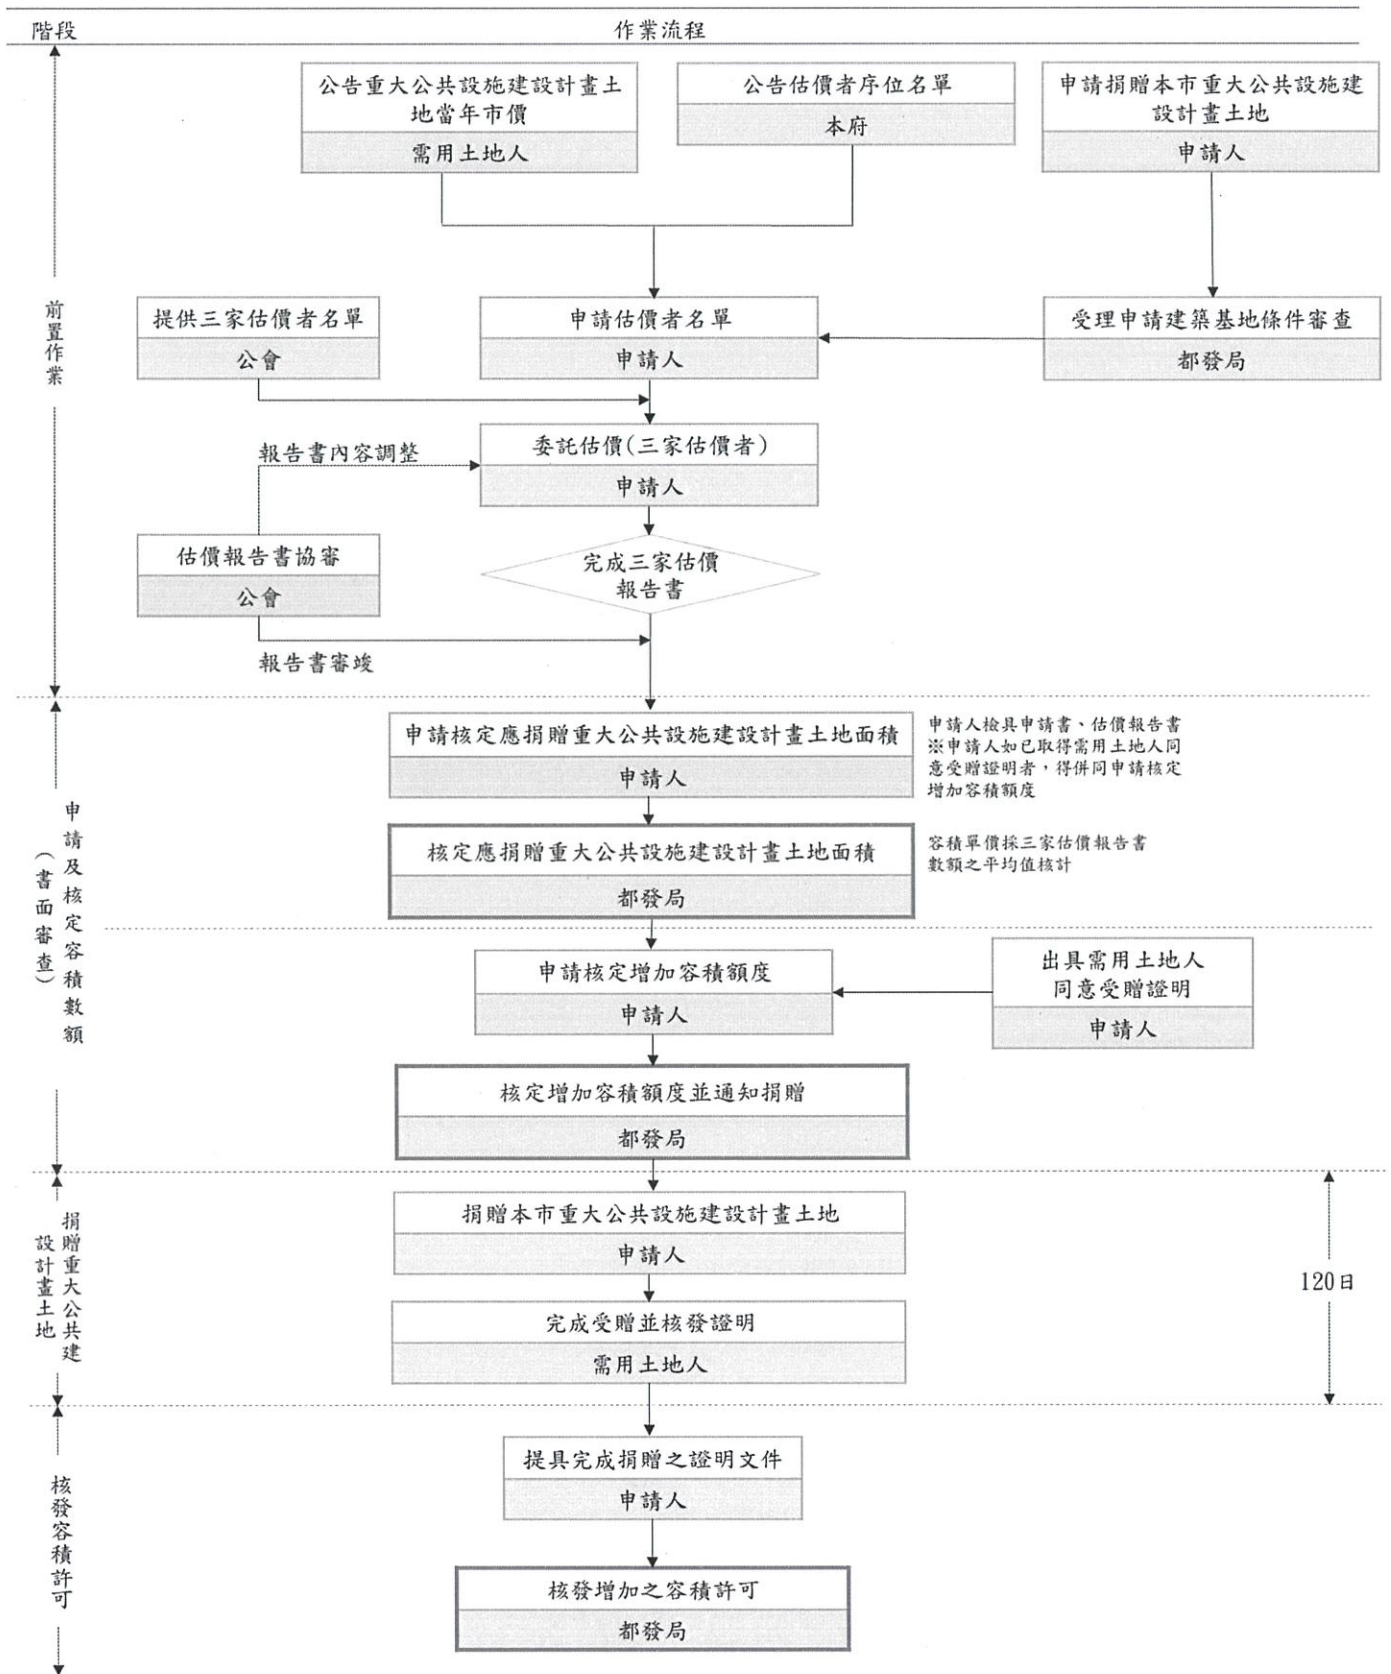 階段
作業流程
公告重大公共設施建設計畫土
地當年市價
需用土地人
公告估價者序位名單
本府
申請捐贈本市重大公共設施建
設計畫土地
申請人
前置作業
提供三家估價者名單
公會
申請估價者名單
申請人
受理申請建築基地條件審查
都發局
報告書內容調整
委託估價(三家估價者)
申請人
估價報告書協審
公會
完成三家估價
報告書
報告書審竣
申請及核定容積數額
(書面審查)
申請核定應捐贈重大公共設施建設計畫土地面積
申請人
申請人檢具申請書、估價報告書
※申請人如已取得需用土地人同
意受贈證明者，得併同申請核定
增加容積額度
核定應捐贈重大公共設施建設計畫土地面積
都發局
容積單價採三家估價報告書
數額之平均值核計
申請核定增加容積額度
申請人
出具需用土地人
同意受贈證明
申請人
核定增加容積額度並通知捐贈
都發局
捐贈重大公共建
設計畫土地
捐贈本市重大公共設施建設計畫土地
申請人
120日
完成受贈並核發證明
需用土地人
核發容積許可
提具完成捐贈之證明文件
申請人
核發增加之容積許可
都發局